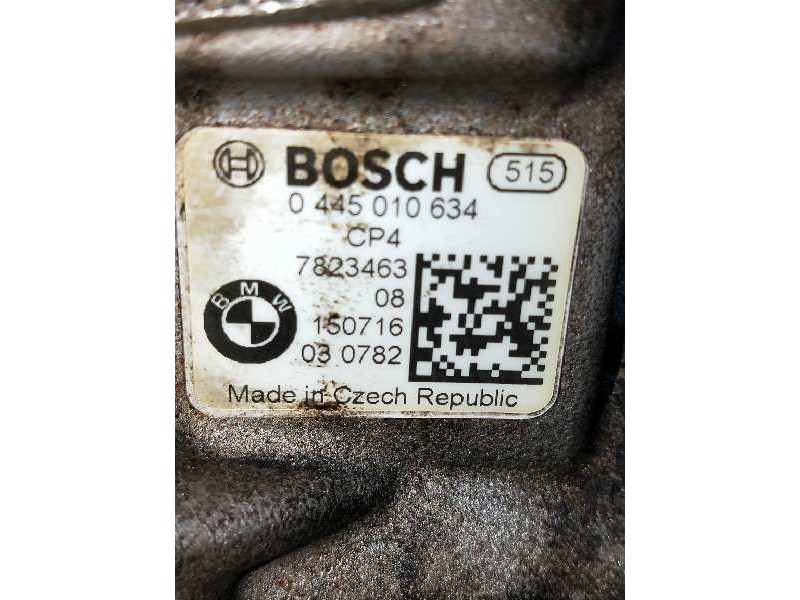 BOSCH 515
0 445 010 634
CP4
7823463
08
BMW
150716
03 0782
Made in Czech Republic